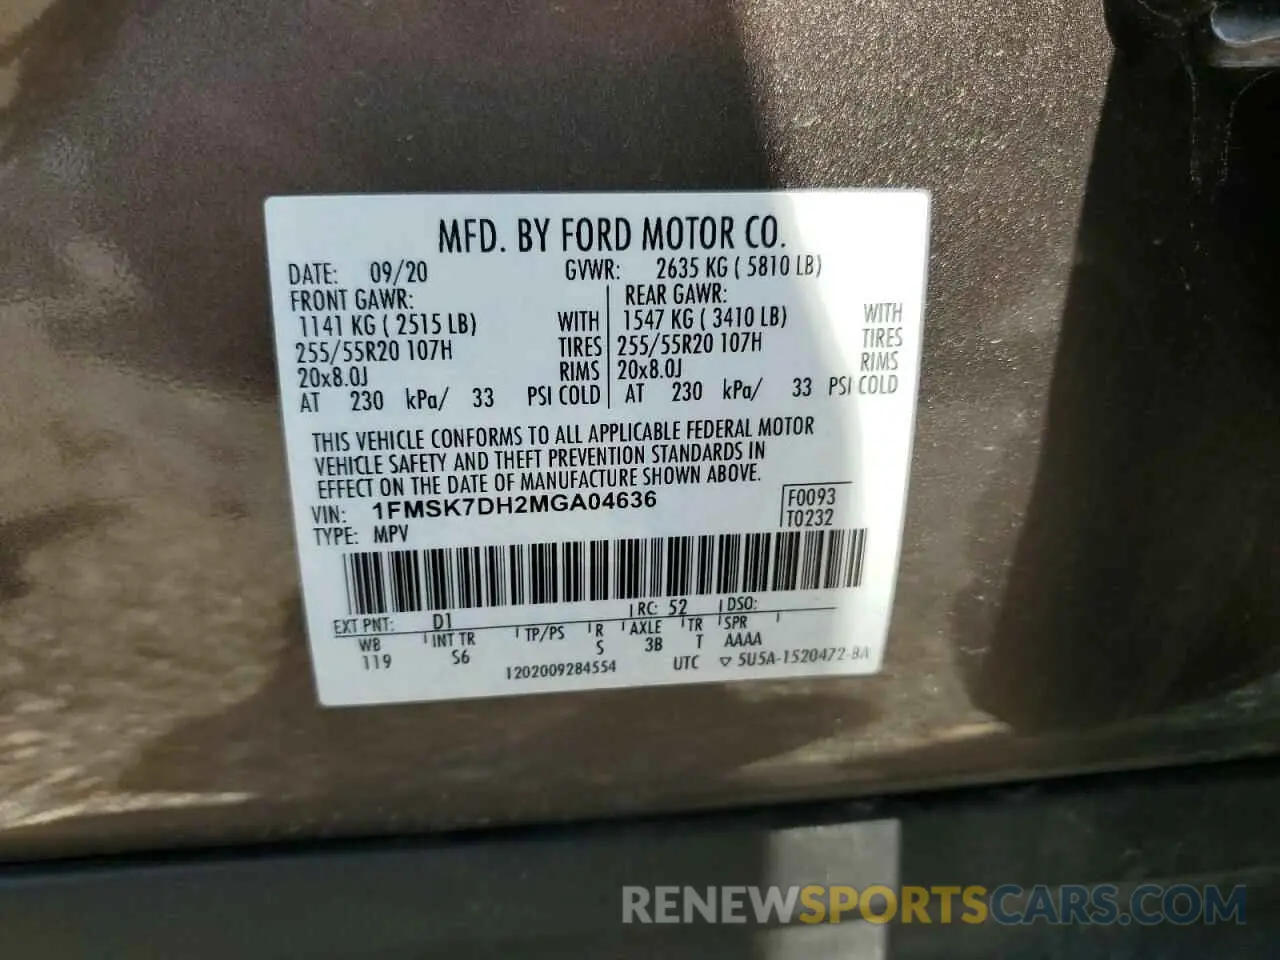 MFD. BY FORD MOTOR CO.
DATE: 09/20 GVWR: 2635 KG ( 5810 LB)
FRONT GAWR: REAR GAWR:
1141 KG ( 2515 LB) WITH 1547 KG ( 3410 LB) WITH
255/55R20 107H TIRES 255/55R20 107H TIRES
20x8.0J RIMS 20x8.0J RIMS
AT 230 kPa/ 33 PSI COLD AT 230 kPa/ 33 PSI COLD
THIS VEHICLE CONFORMS TO ALL APPLICABLE FEDERAL MOTOR
VEHICLE SAFETY AND THEFT PREVENTION STANDARDS IN
EFFECT ON THE DATE OF MANUFACTURE SHOWN ABOVE.
VIN: 1FMSK7DH2MGA04636 F0093
TYPE: MPV T0232
EXT PNT: D1 RC: 52 DSO:
WB INT TR TP/PS R AXLE TR SPR
119 S6 S 3B T AAAA
1202009284554 UTC ▽ 5U5A-1520472-BA
RENEWSPORTSCARS.COM